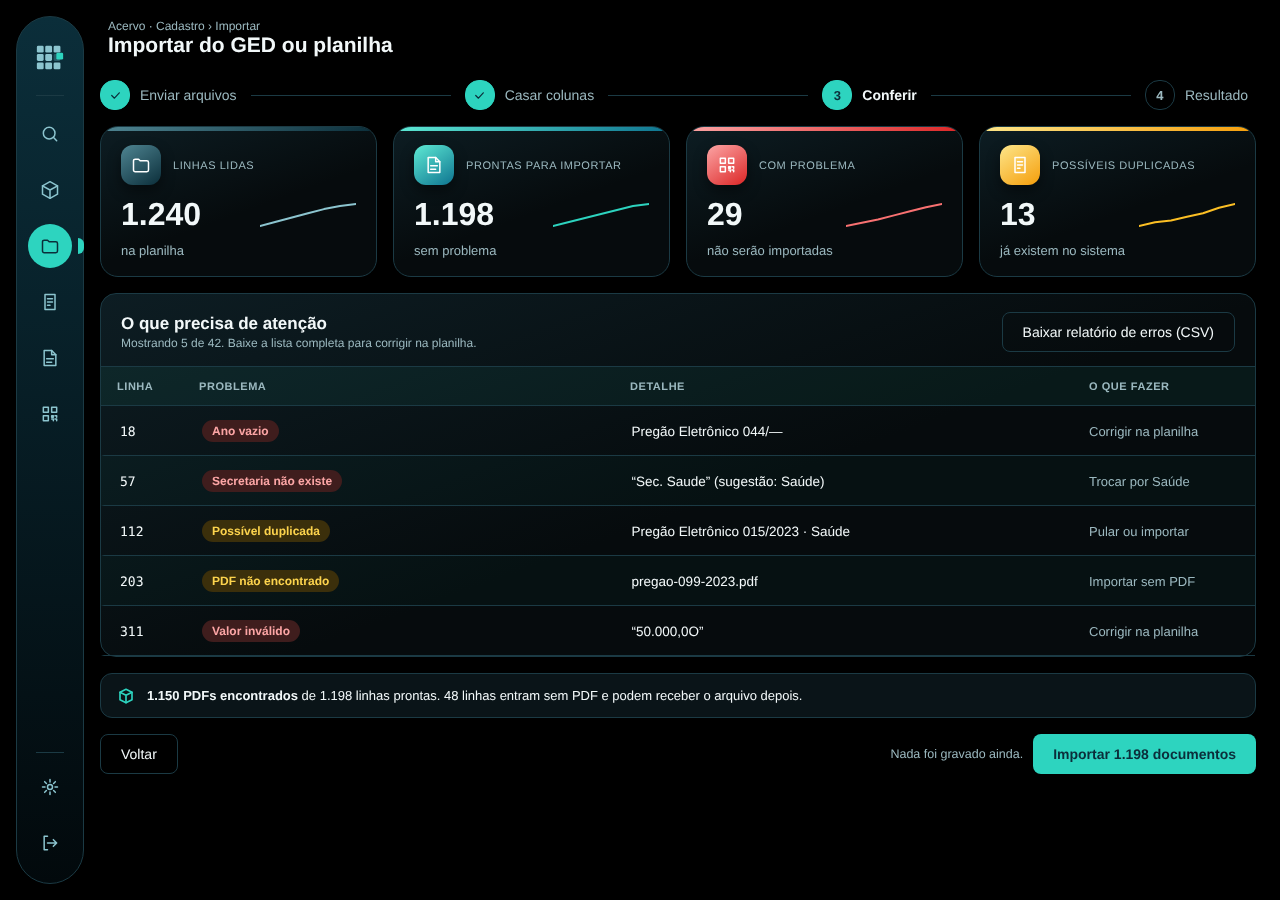 Acervo · Cadastro › Importar
Importar do GED ou planilha
Enviar arquivos
Casar colunas
3 Conferir
4 Resultado
LINHAS LIDAS
1.240
na planilha
PRONTAS PARA IMPORTAR
1.198
sem problema
COM PROBLEMA
29
não serão importadas
POSSÍVEIS DUPLICADAS
13
já existem no sistema
O que precisa de atenção
Mostrando 5 de 42. Baixe a lista completa para corrigir na planilha.
Baixar relatório de erros (CSV)
LINHA PROBLEMA DETALHE O QUE FAZER
18 Ano vazio Pregão Eletrônico 044/— Corrigir na planilha
57 Secretaria não existe “Sec. Saude” (sugestão: Saúde) Trocar por Saúde
112 Possível duplicada Pregão Eletrônico 015/2023 · Saúde Pular ou importar
203 PDF não encontrado pregao-099-2023.pdf Importar sem PDF
311 Valor inválido “50.000,0O” Corrigir na planilha
1.150 PDFs encontrados de 1.198 linhas prontas. 48 linhas entram sem PDF e podem receber o arquivo depois.
Voltar
Nada foi gravado ainda.
Importar 1.198 documentos